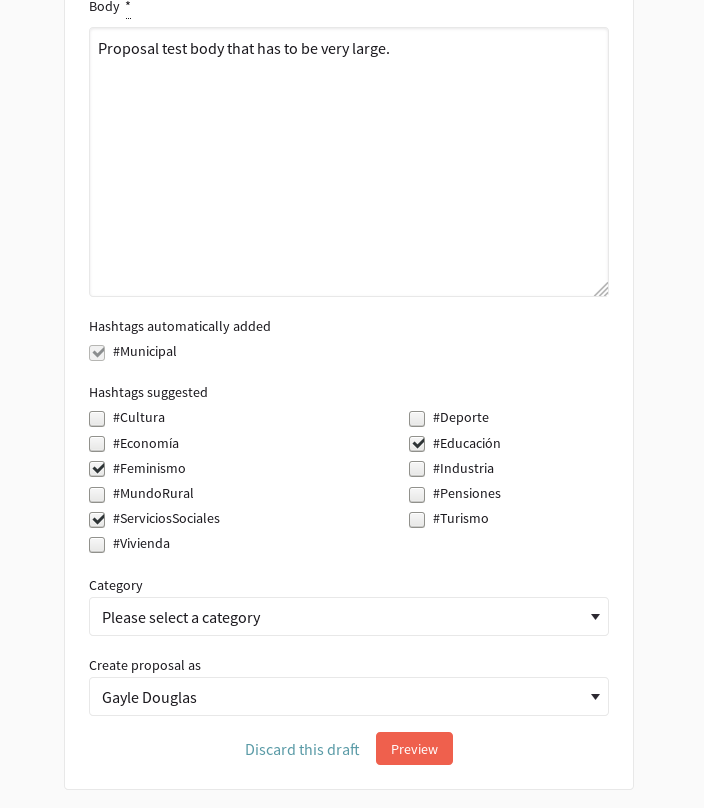 Body *
Proposal test body that has to be very large.
Hashtags automatically added
#Municipal
Hashtags suggested
#Cultura
#Deporte
#Economía
#Educación
#Feminismo
#Industria
#MundoRural
#Pensiones
#ServiciosSociales
#Turismo
#Vivienda
Category
Please select a category
Create proposal as
Gayle Douglas
Discard this draft
Preview